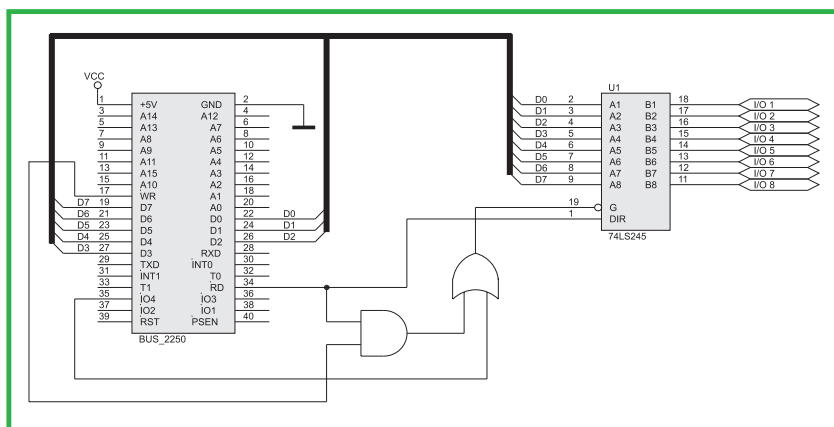 VCC
1 +5V GND 2
3 A14 A12 4
5 A13 A7 6
7 A8 A6 8
9 A9 A5 10
11 A11 A4 12
13 A15 A3 14
15 A10 A2 16
17 WR A1 18
D7 19 D7 A0 20
D6 21 D6 D0 22 D0
D5 23 D5 D1 24 D1
D4 25 D4 D2 26 D2
D3 27 D3 RXD 28
29 TXD INT0 30
31 INT1 T0 32
33 T1 RD 34
35 IO4 IO3 36
37 IO2 IO1 38
39 RST PSEN 40
BUS_2250
U1
D0 2 A1 B1 18 I/O 1
D1 3 A2 B2 17 I/O 2
D2 4 A3 B3 16 I/O 3
D3 5 A4 B4 15 I/O 4
D4 6 A5 B5 14 I/O 5
D5 7 A6 B6 13 I/O 6
D6 8 A7 B7 12 I/O 7
D7 9 A8 B8 11 I/O 8
19 G
1 DIR
74LS245